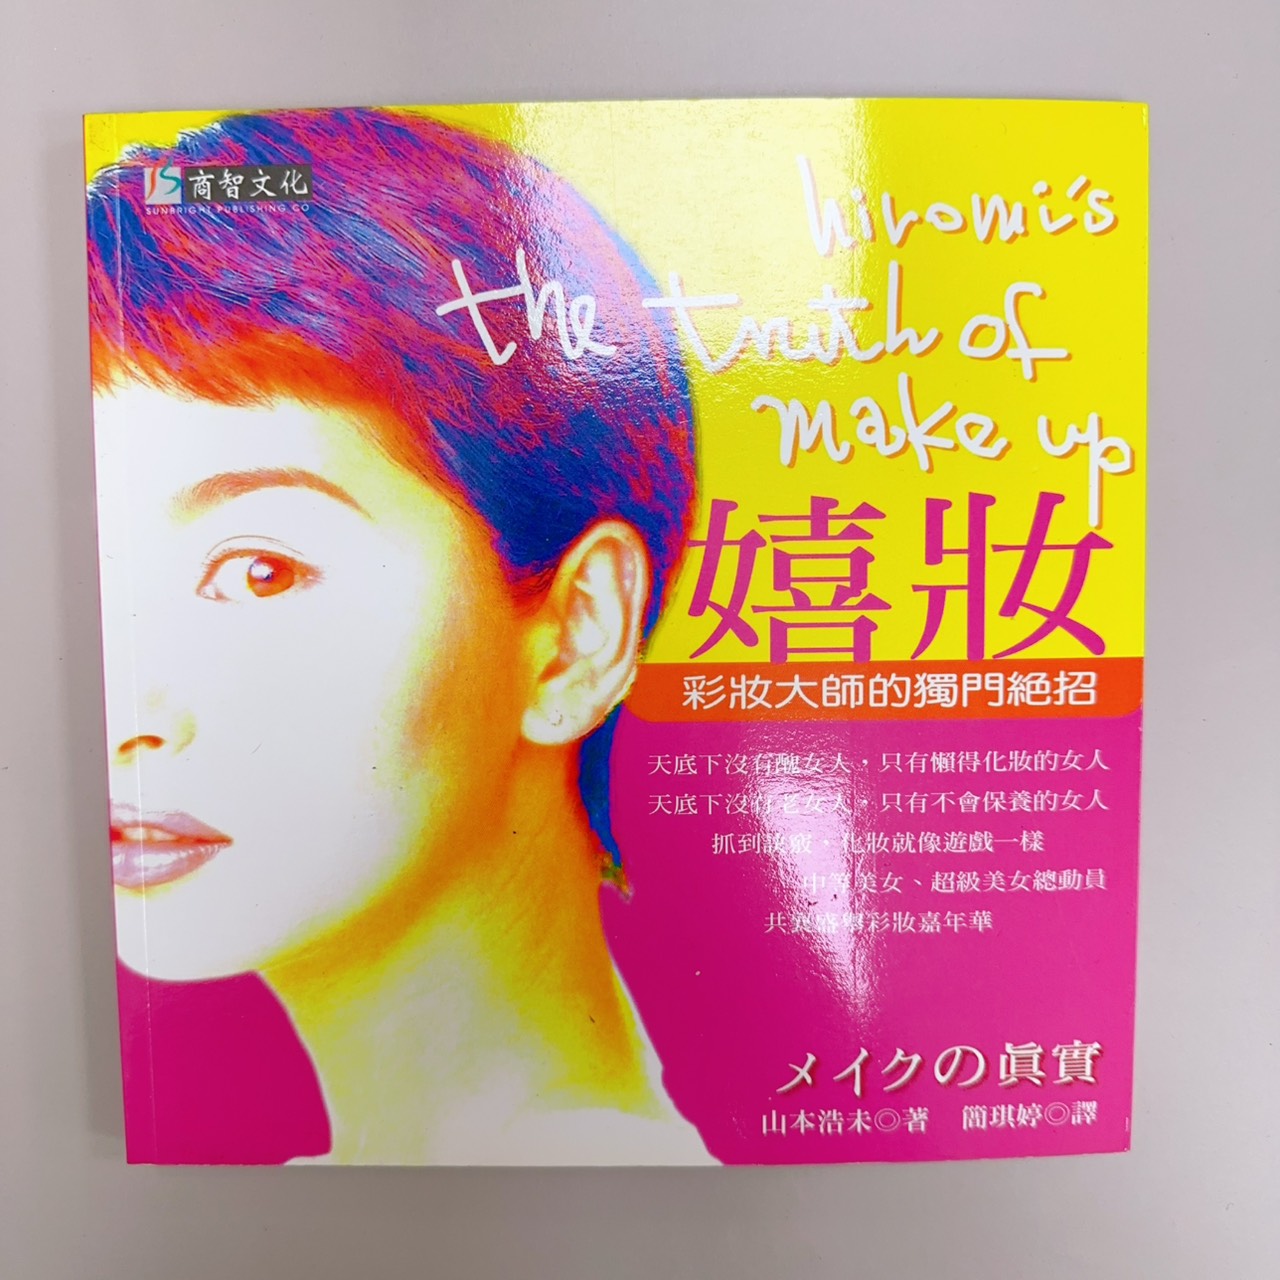 商智文化
SUNBRIGHT PUBLISHING CO
hiromi's
the truth of
make up
嬉妝
彩妝大師的獨門絕招
天底下沒有醜女人，只有懶得化妝的女人
天底下沒有老女人，只有不會保養的女人
抓到訣竅，化妝就像遊戲一樣
中等美女、超級美女總動員
共襄盛舉彩妝嘉年華
メイクの眞實
山本浩未◎著　簡琪婷◎譯